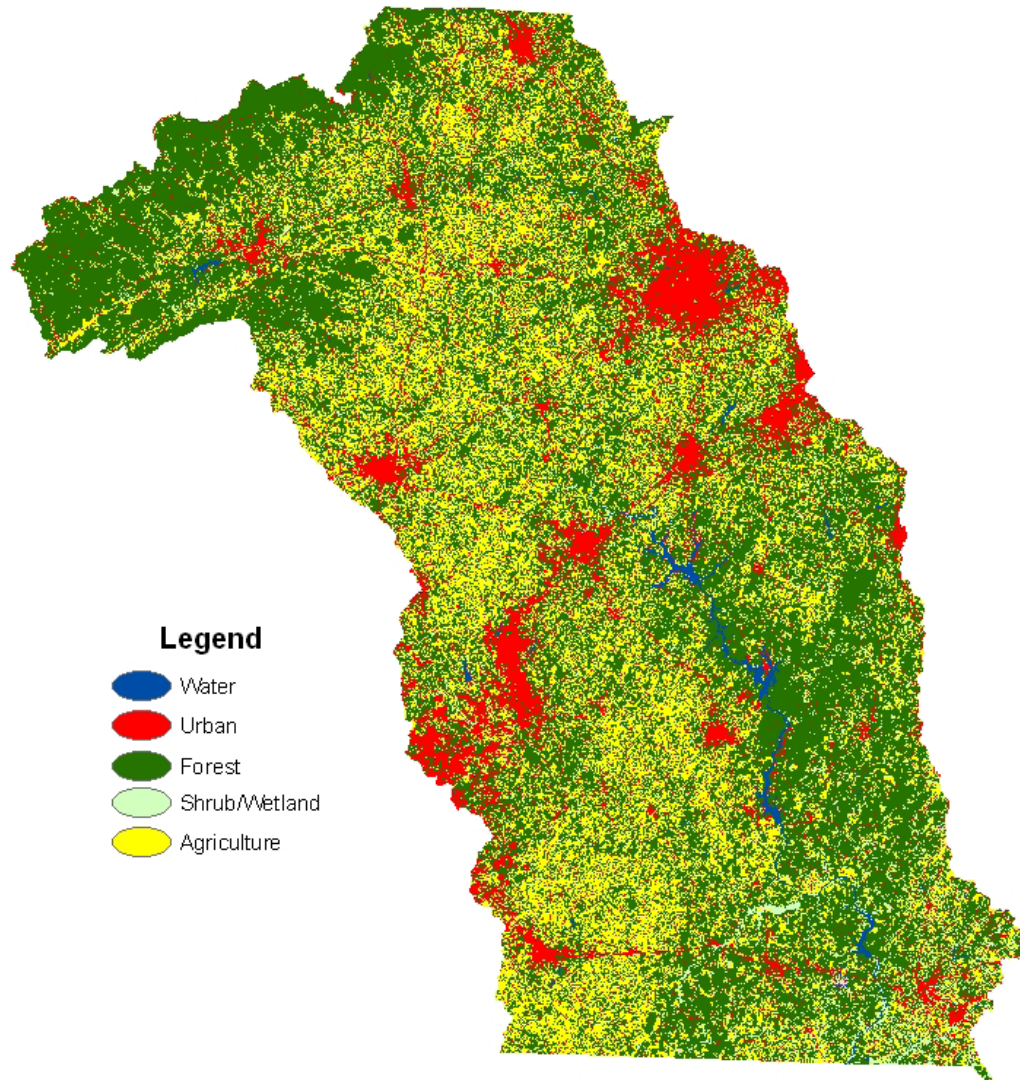 Legend
Water
Urban
Forest
Shrub/Wetland
Agriculture